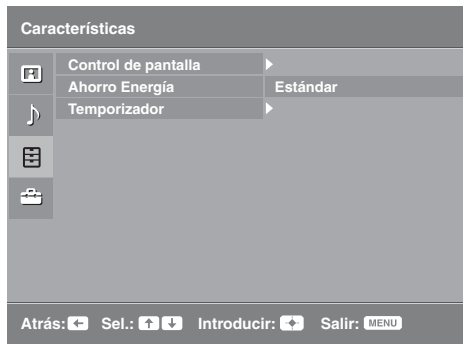 Características
Control de pantalla
Ahorro Energía Estándar
Temporizador
Atrás: Sel.: Introducir: Salir: MENU